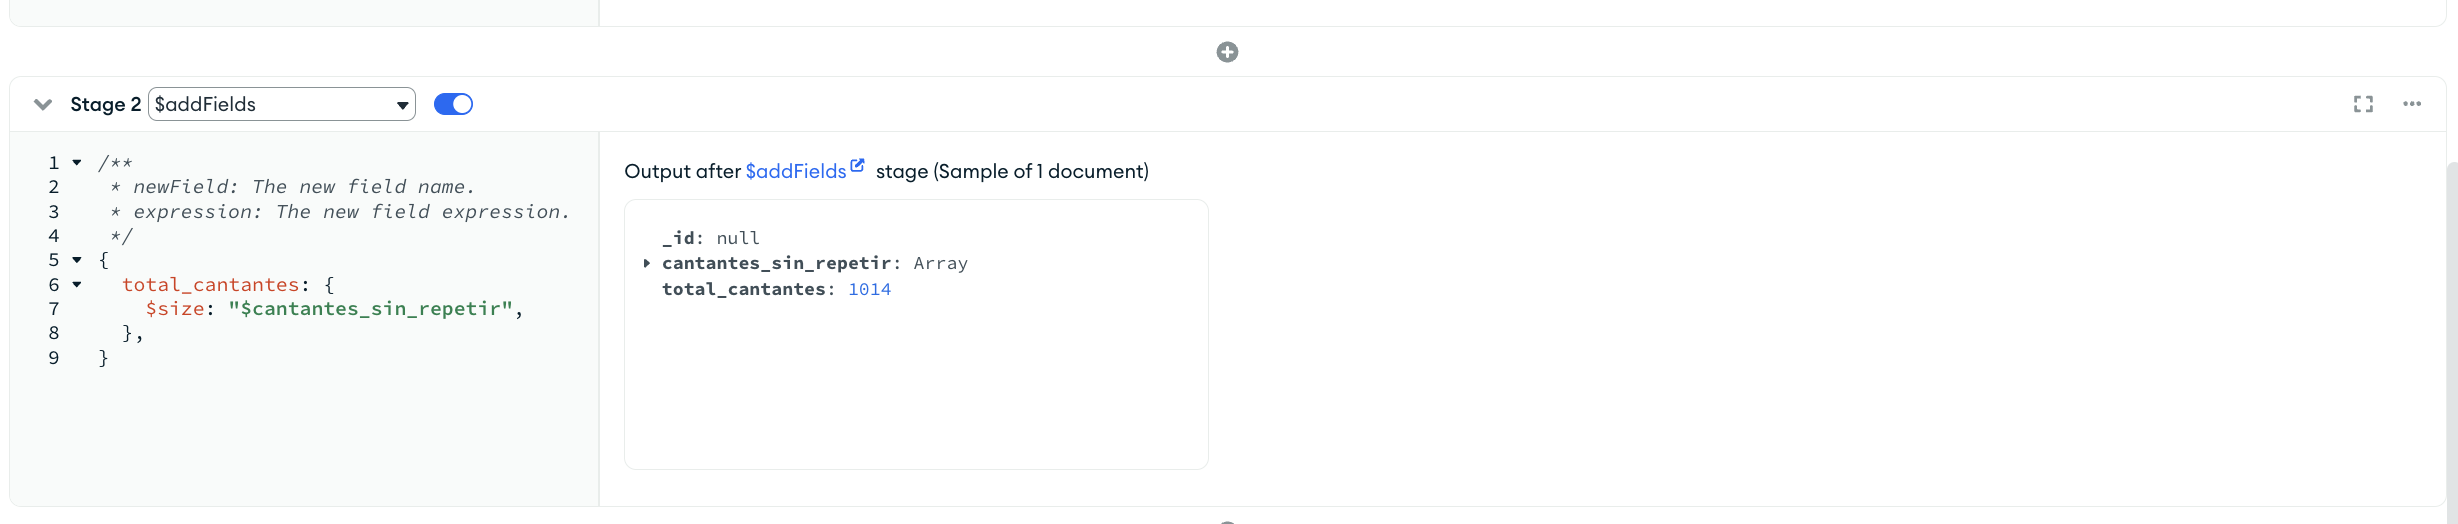 Stage 2 $addFields
1 /**
2 * newField: The new field name.
3 * expression: The new field expression.
4 */
5 {
6 total_cantantes: {
7 $size: "$cantantes_sin_repetir",
8 },
9 }
Output after $addFields stage (Sample of 1 document)
_id: null
cantantes_sin_repetir: Array
total_cantantes: 1014